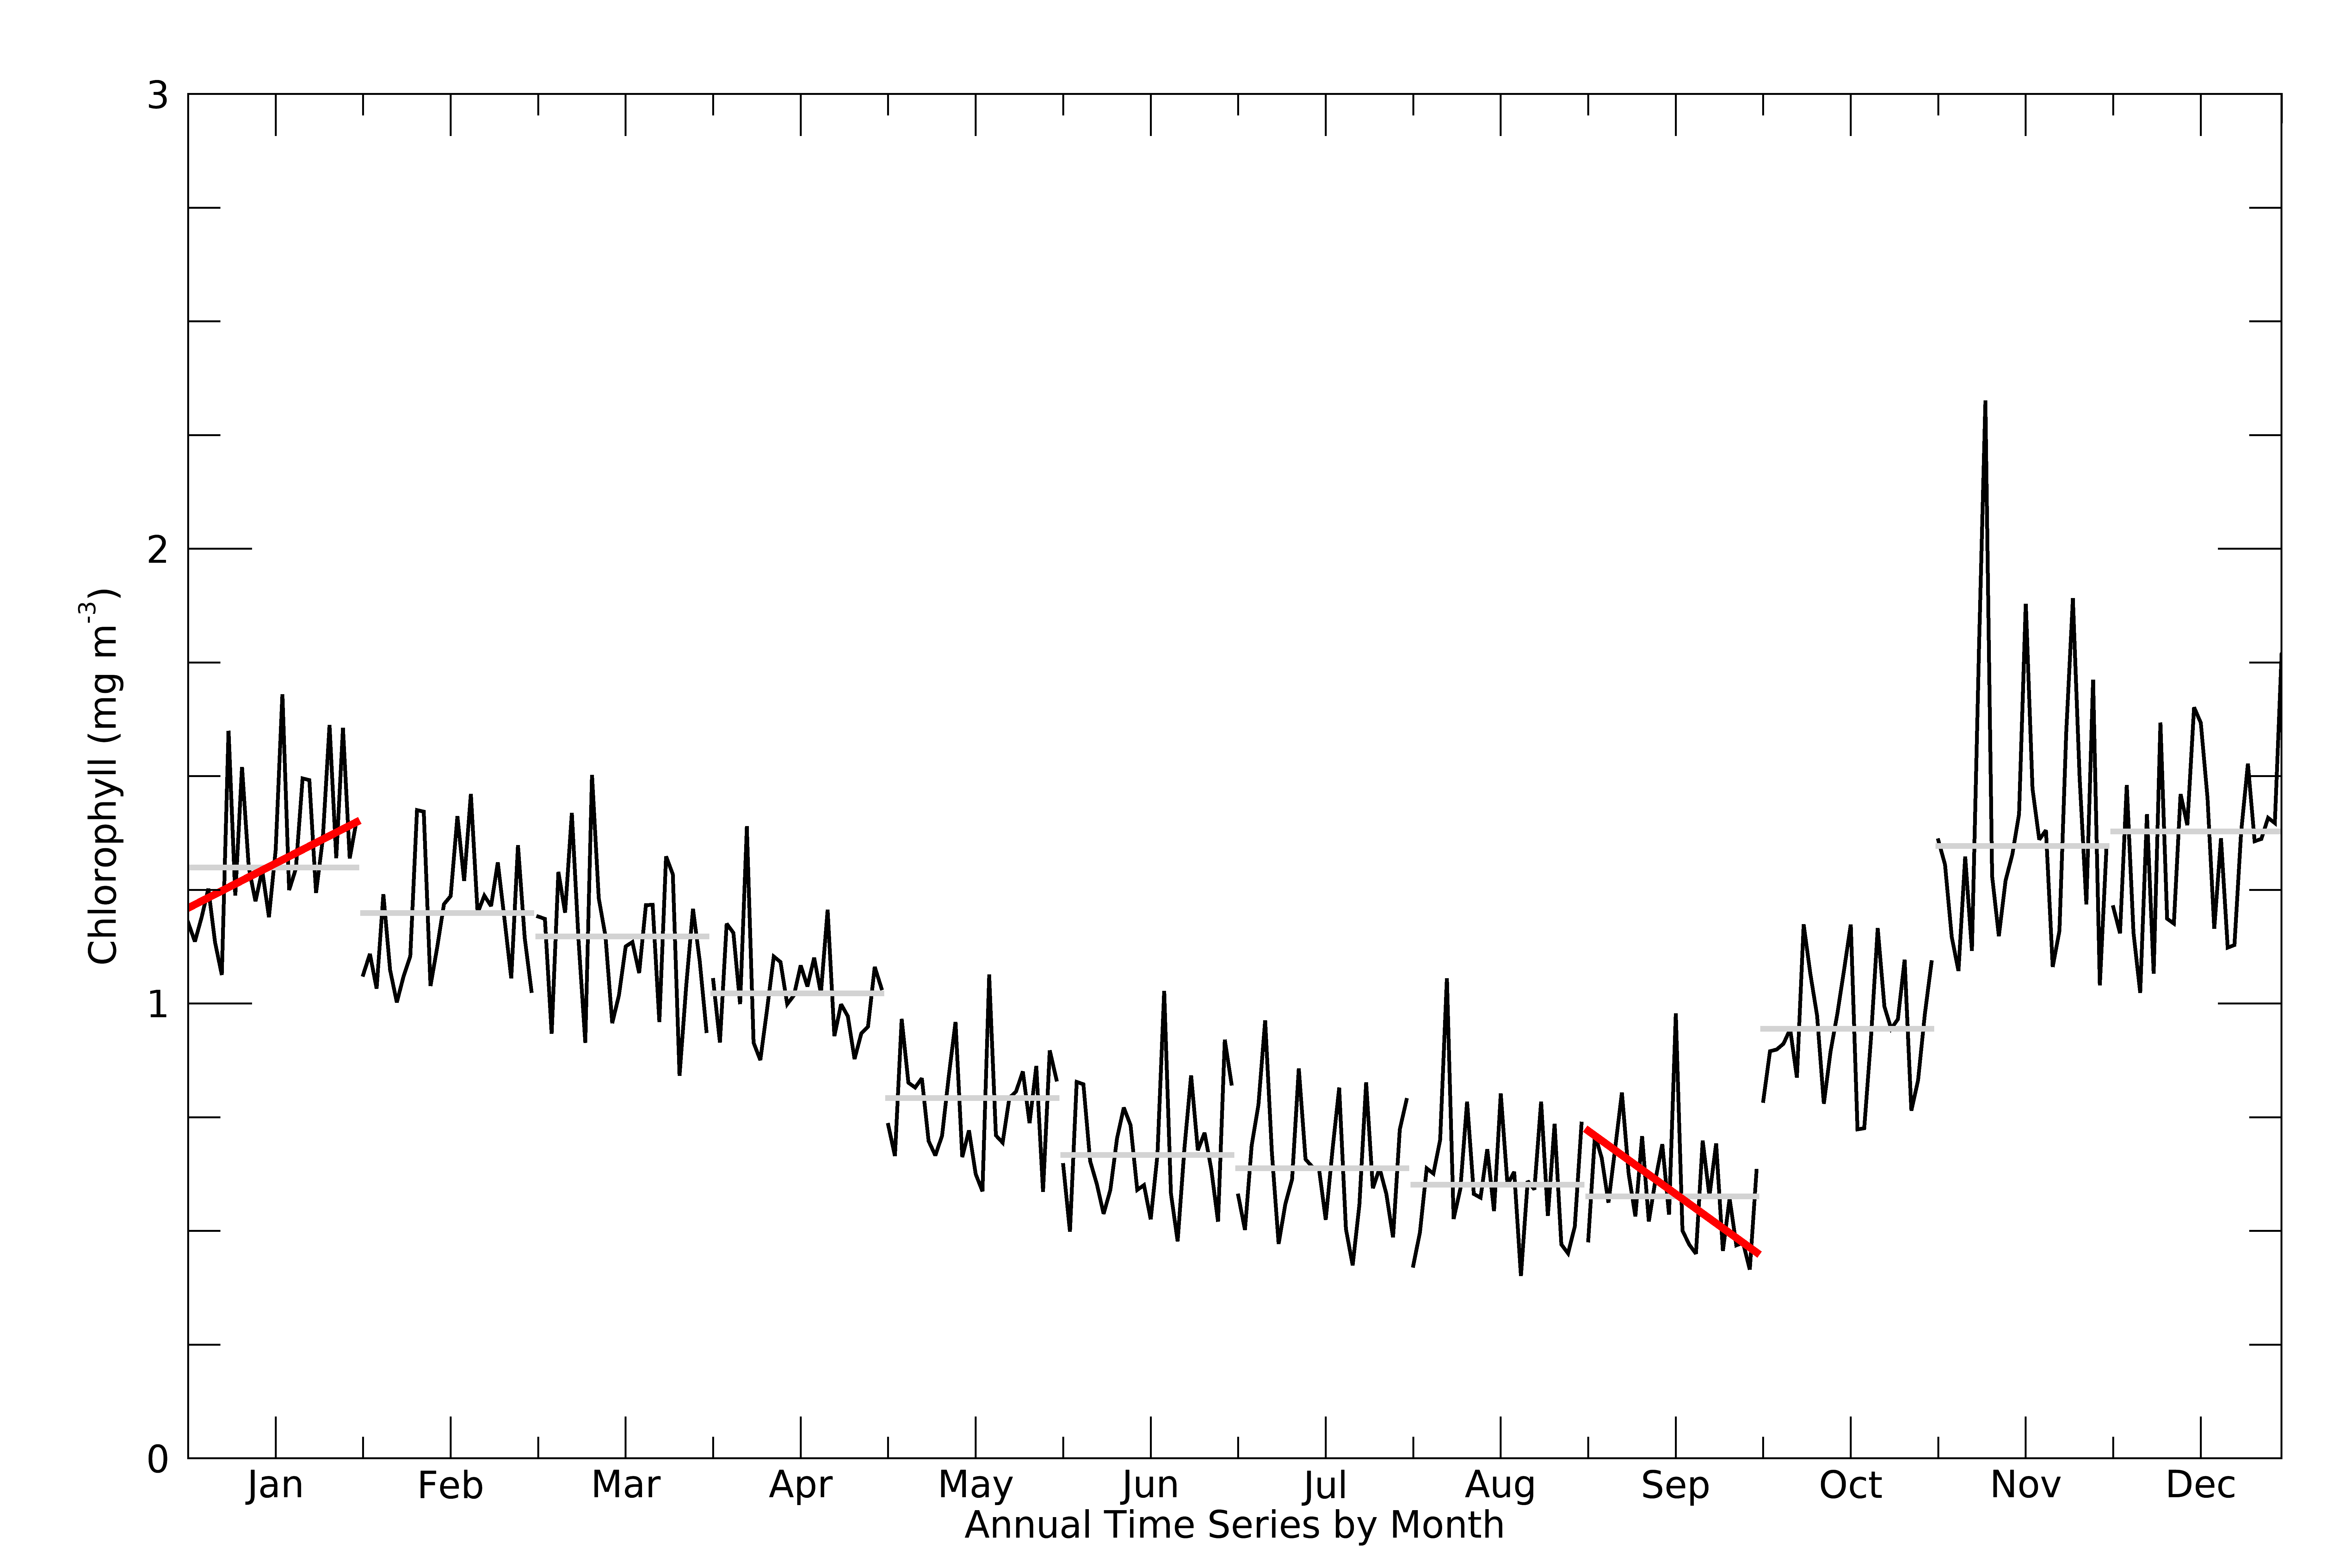 3
2
1
0
Chlorophyll (mg m⁻³)
Jan Feb Mar Apr May Jun Jul Aug Sep Oct Nov Dec
Annual Time Series by Month